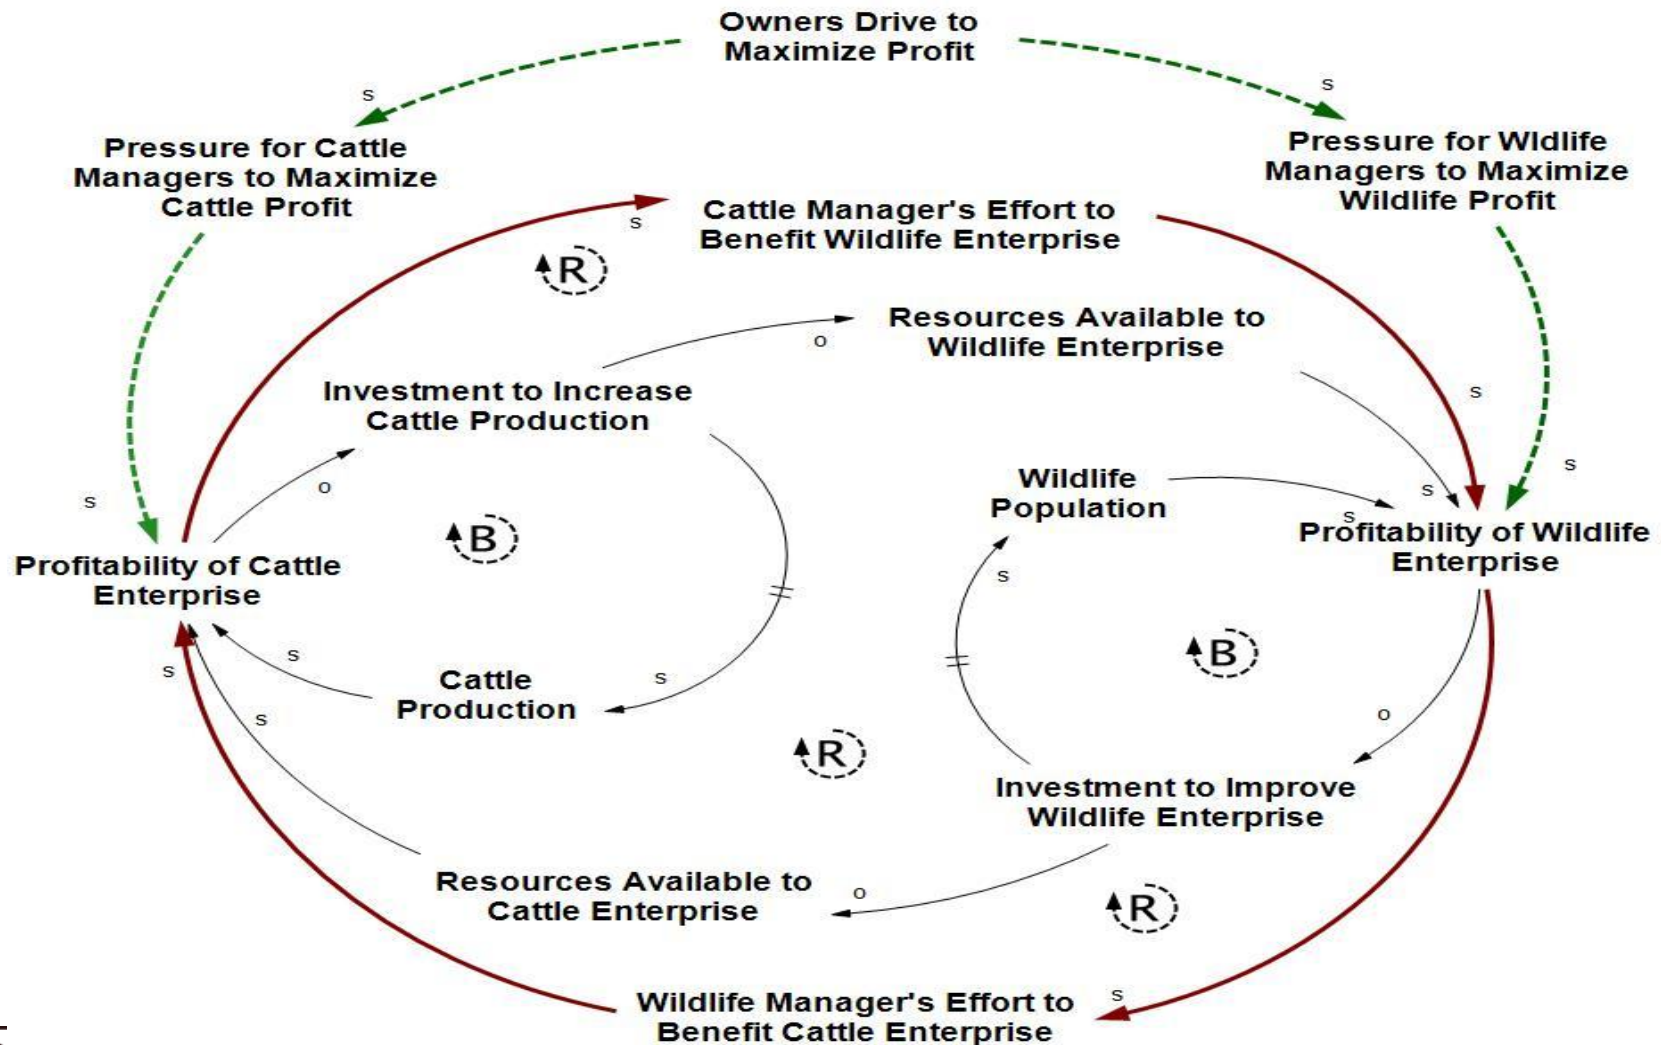 Owners Drive to
Maximize Profit
s
s
Pressure for Cattle
Managers to Maximize
Cattle Profit
Pressure for WIdlife
Managers to Maximize
Wildlife Profit
s
Cattle Manager's Effort to
Benefit Wildlife Enterprise
R
Resources Available to
Wildlife Enterprise
o
Investment to Increase
Cattle Production
s
s
o
s
B
Wildlife
Population
s
s
Profitability of Wildlife
Enterprise
Profitability of Cattle
Enterprise
s
s
s
s
Cattle
Production
s
B
s
o
R
Investment to Improve
Wildlife Enterprise
Resources Available to
Cattle Enterprise
o
R
Wildlife Manager's Effort to
Benefit Cattle Enterprise
s